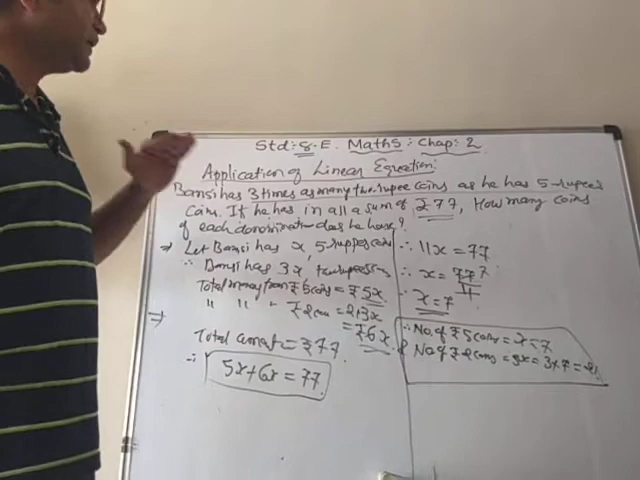 Std:- 8.E. Maths: Chap: 2
Application of Linear Equation:
Bansi has 3 times as many two-rupee coins as he has 5-rupees
Coin. If he has in all a sum of ₹77, How many coins
of each denomination does he have?
⇒ Let Bansi has x, 5-rupees coin
∴ Bansi has 3x, two
Total money from ₹5 coins = ₹5x
" " " ₹2 coin = 2×3x
= ₹6x
⇒
Total amount = ₹77
∴ 5x+6x = 77
∴ 11x = 77
∴ x = 77 7
11
∴ x = 7
∴ No. of ₹5 coins = x = 7
& No of ₹2 coins = 3x = 3×7 = 21